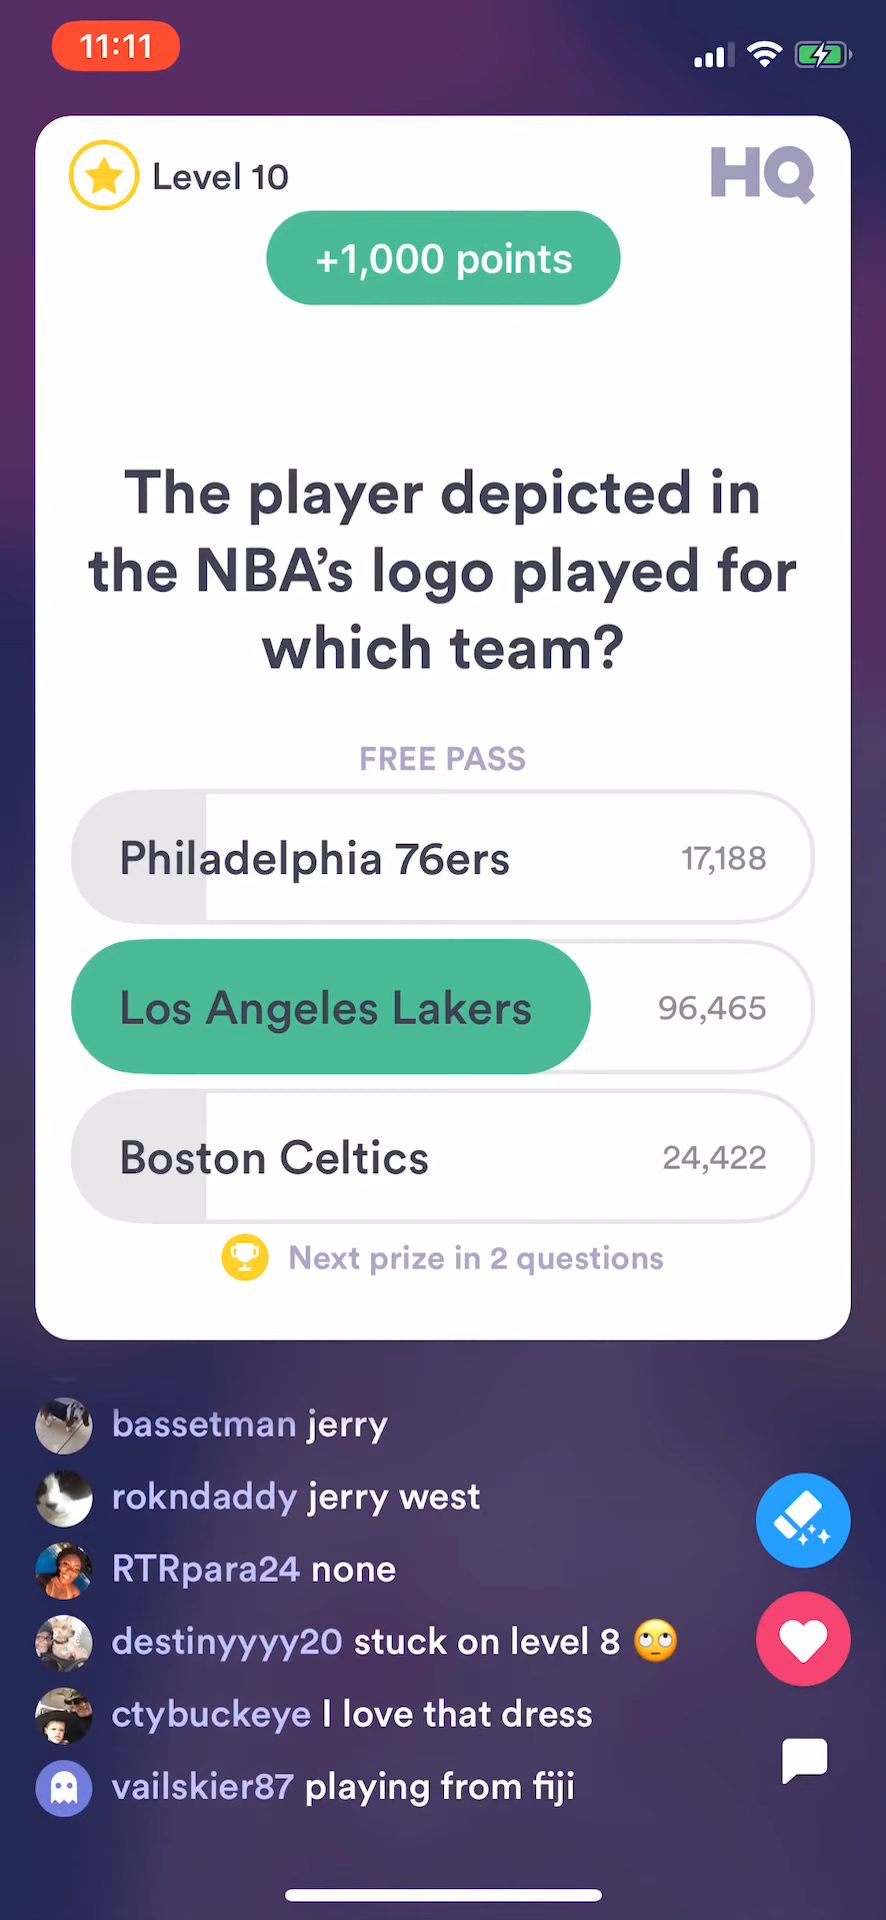 11:11
Level 10
HQ
+1,000 points
The player depicted in
the NBA’s logo played for
which team?
FREE PASS
Philadelphia 76ers 17,188
Los Angeles Lakers 96,465
Boston Celtics 24,422
Next prize in 2 questions
bassetman jerry
rokndaddy jerry west
RTRpara24 none
destinyyyy20 stuck on level 8 🙄
ctybuckeye I love that dress
vailskier87 playing from fiji